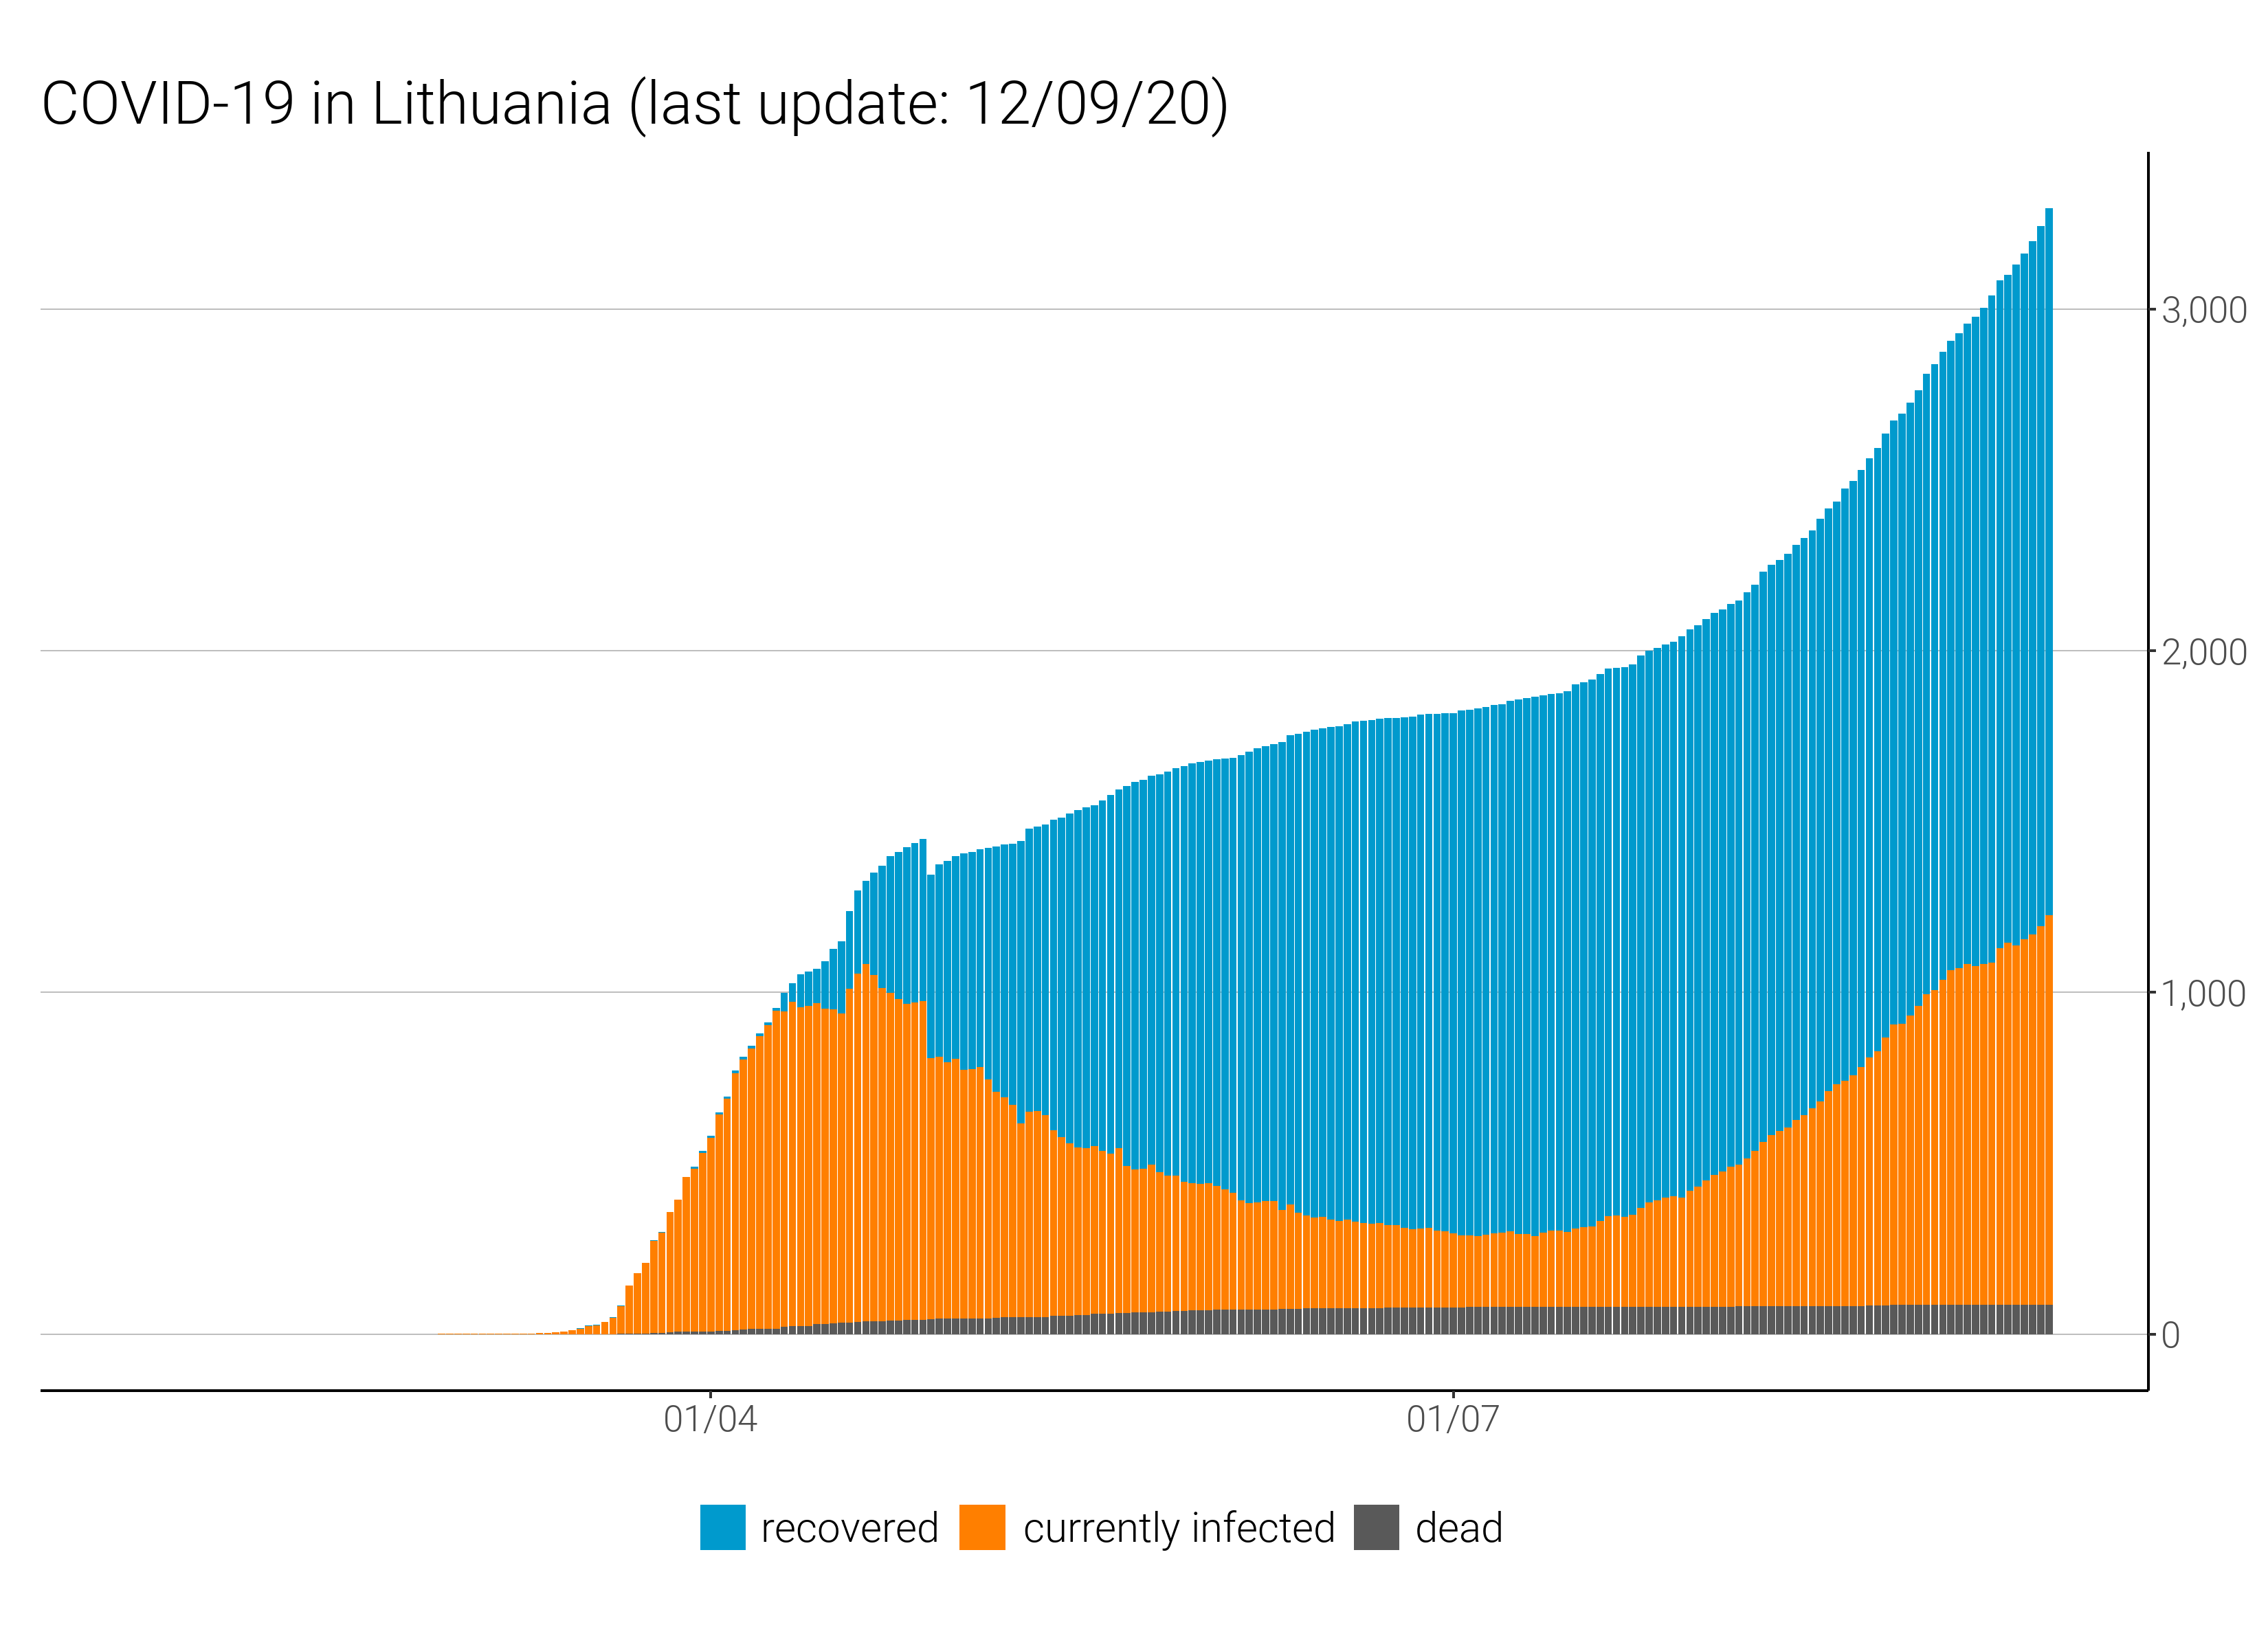 COVID-19 in Lithuania (last update: 12/09/20)
3,000
2,000
1,000
0
01/04 01/07
recovered currently infected dead